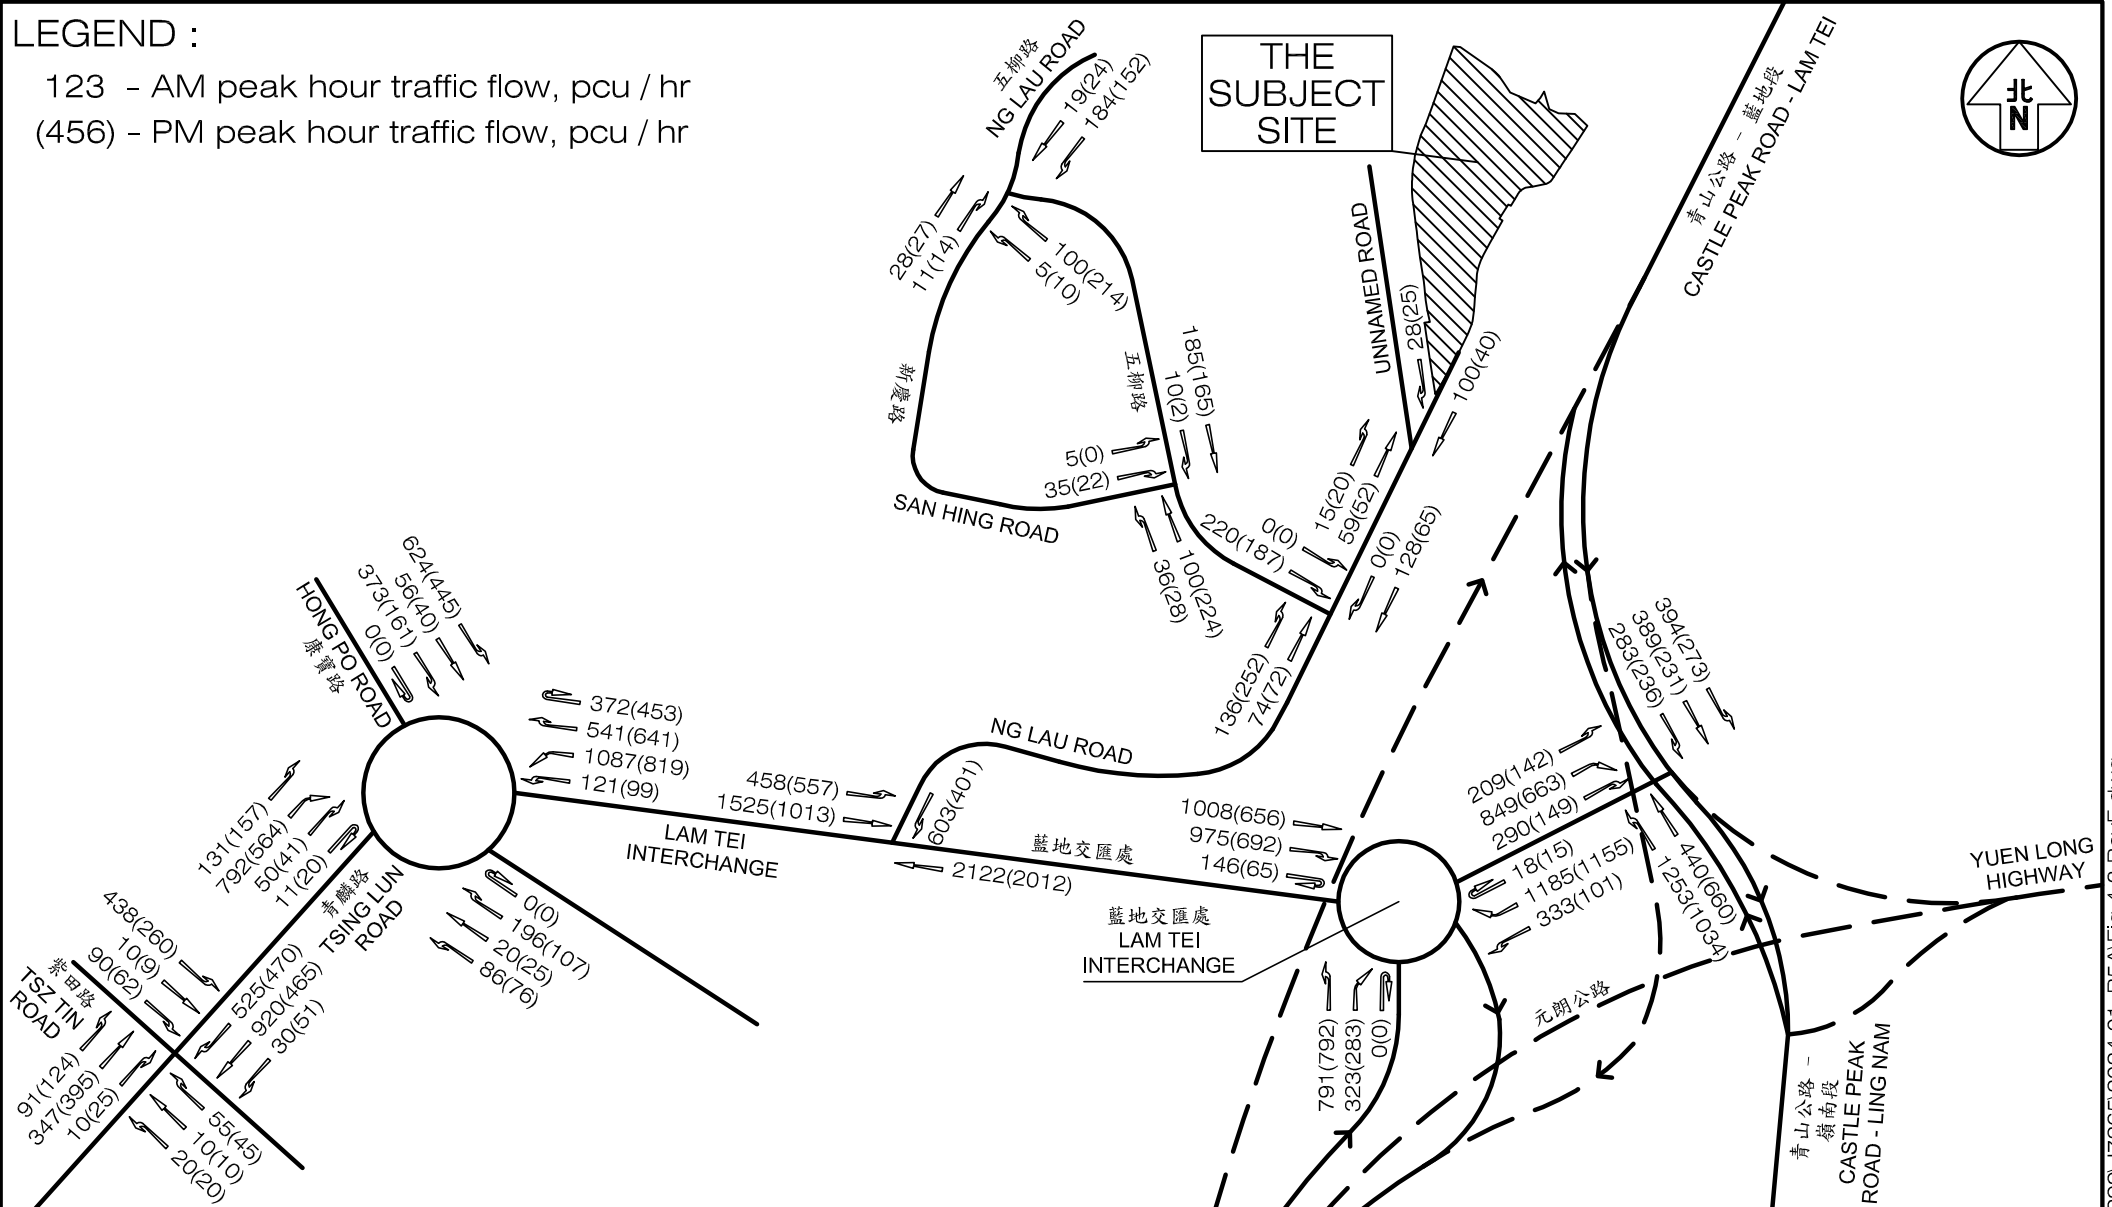 LEGEND :
123 - AM peak hour traffic flow, pcu / hr
(456) - PM peak hour traffic flow, pcu / hr
五柳路
NG LAU ROAD
19(24)
184(152)
THE
SUBJECT
SITE
青山公路 - 藍地段
CASTLE PEAK ROAD - LAM TEI
北
N
28(27)
11(14)
100(214)
5(10)
UNNAMED ROAD
28(25)
100(40)
新慶路
五柳路
185(165)
10(2)
5(0)
35(22)
SAN HING ROAD
220(187)
0(0)
15(20)
59(52)
0(0)
128(65)
100(224)
36(28)
136(252)
74(72)
HONG PO ROAD
康寶路
624(445)
56(40)
373(161)
0(0)
372(453)
541(641)
1087(819)
121(99)
458(557)
1525(1013)
NG LAU ROAD
603(401)
LAM TEI
INTERCHANGE
藍地交匯處
2122(2012)
1008(656)
975(692)
146(65)
394(273)
389(231)
283(236)
209(142)
849(663)
290(149)
18(15)
1185(1155)
333(101)
440(660)
1253(1034)
YUEN LONG
HIGHWAY
藍地交匯處
LAM TEI
INTERCHANGE
131(157)
792(564)
50(41)
11(20)
青麟路
TSING LUN
ROAD
0(0)
196(107)
20(25)
86(76)
438(260)
10(9)
90(62)
紫田路
TSZ TIN
ROAD
525(470)
920(465)
30(51)
91(124)
347(395)
10(25)
55(45)
10(10)
20(20)
791(792)
323(283)
0(0)
元朗公路
青山公路 -
嶺南段
CASTLE PEAK
ROAD - LING NAM